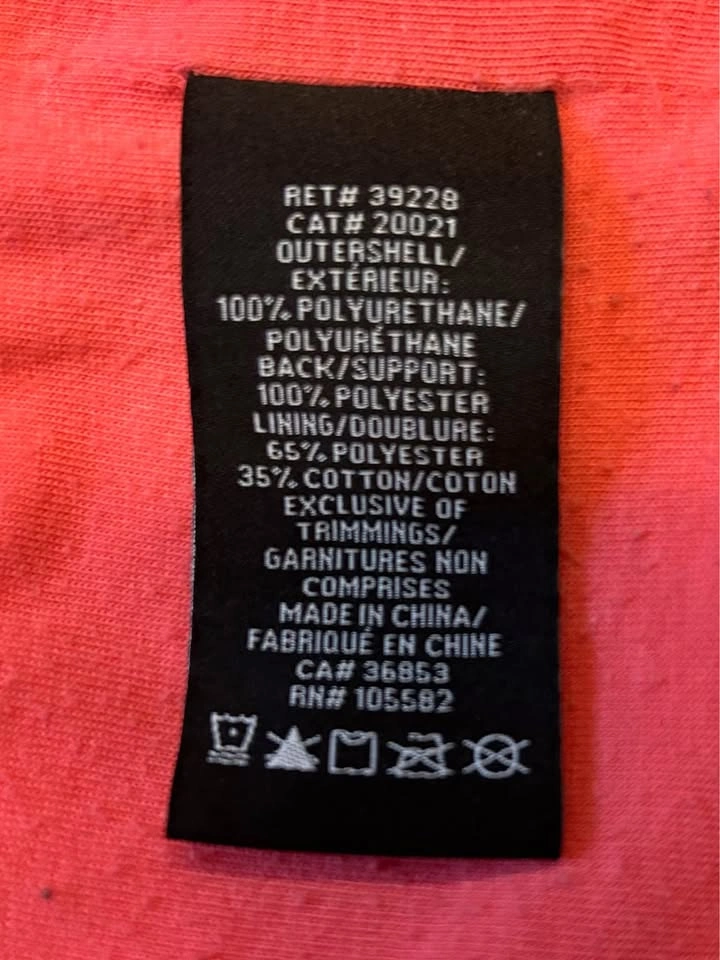 RET# 39228
CAT# 20021
OUTERSHELL/
EXTÉRIEUR:
100% POLYURETHANE/
POLYURÉTHANE
BACK/SUPPORT:
100% POLYESTER
LINING/DOUBLURE:
65% POLYESTER
35% COTTON/COTON
EXCLUSIVE OF
TRIMMINGS/
GARNITURES NON
COMPRISES
MADE IN CHINA/
FABRIQUÉ EN CHINE
CA# 36853
RN# 105582